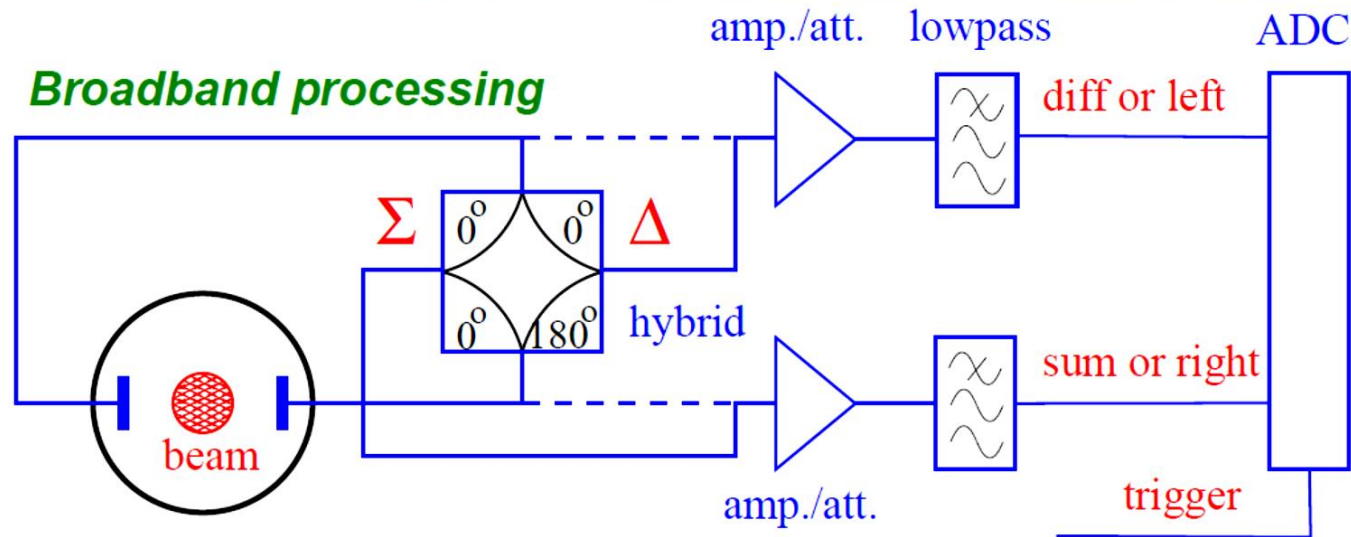 amp./att. lowpass ADC
Broadband processing
diff or left
Σ 0° 0° Δ
0° 180° hybrid
sum or right
beam
trigger
amp./att.